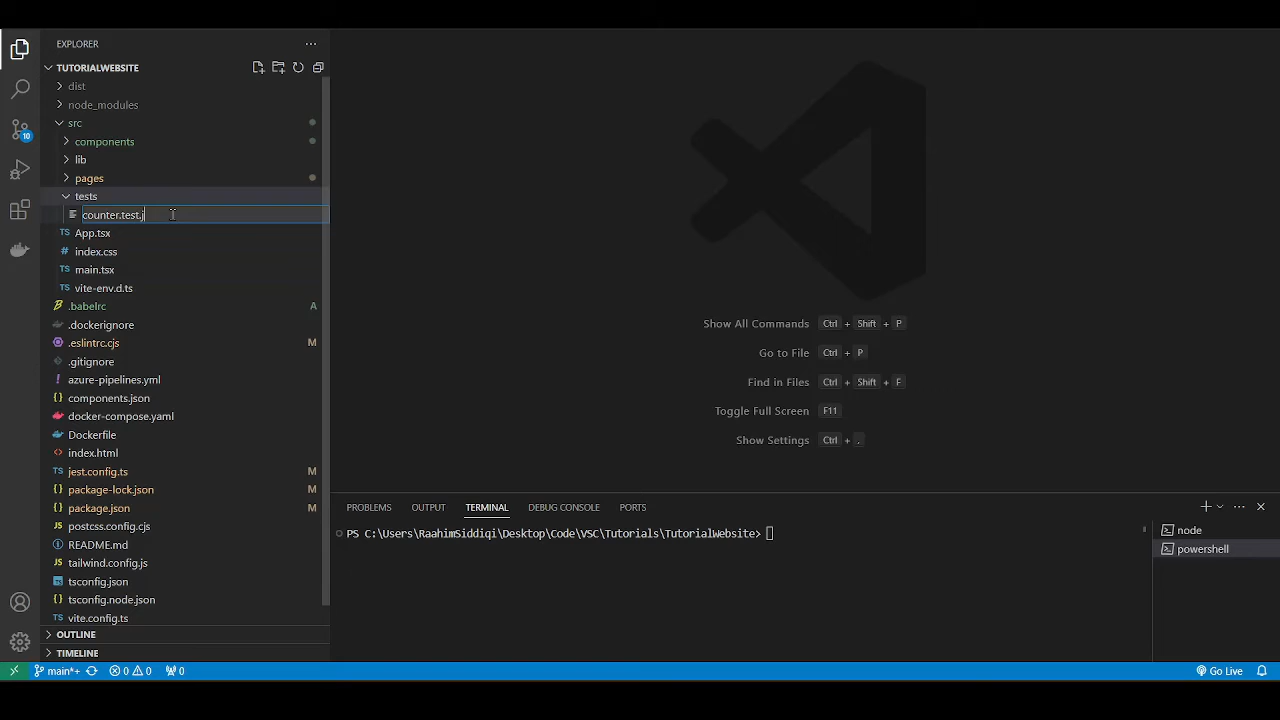 EXPLORER
TUTORIALWEBSITE
dist
node_modules
src
components
lib
pages
tests
counter.test.j
App.tsx
index.css
main.tsx
vite-env.d.ts
.babelrc A
.dockerignore
.eslintrc.cjs M
.gitignore
azure-pipelines.yml
components.json
docker-compose.yaml
Dockerfile
index.html
jest.config.ts M
package-lock.json M
package.json M
postcss.config.cjs
README.md
tailwind.config.js
tsconfig.json
tsconfig.node.json
vite.config.ts
OUTLINE
TIMELINE
Show All Commands Ctrl + Shift + P
Go to File Ctrl + P
Find in Files Ctrl + Shift + F
Toggle Full Screen F11
Show Settings Ctrl + .
PROBLEMS OUTPUT TERMINAL DEBUG CONSOLE PORTS
PS C:\Users\RaahimSiddiqi\Desktop\Code\VSC\Tutorials\TutorialWebsite>
node
powershell
10
main*+ 0 0 0 Go Live